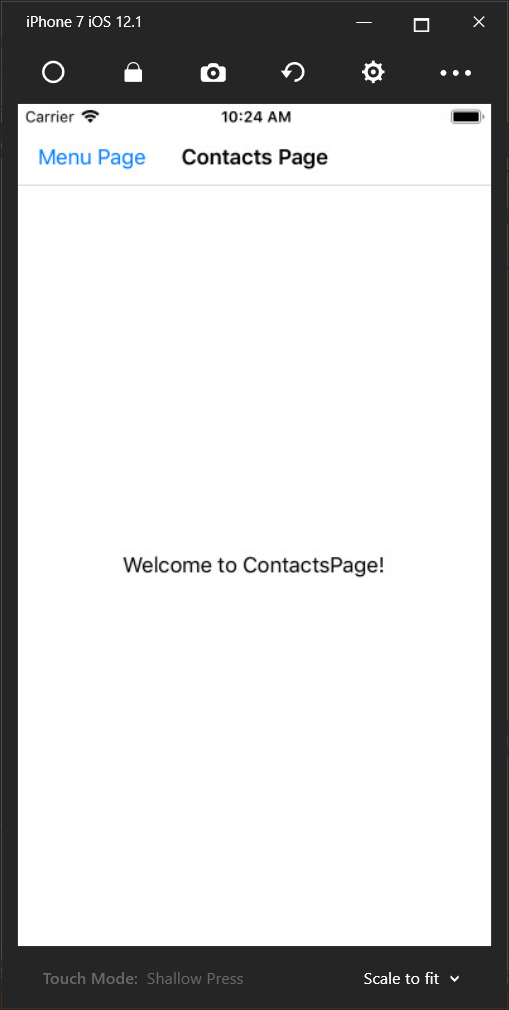 iPhone 7 iOS 12.1
Carrier 10:24 AM
Menu Page Contacts Page
Welcome to ContactsPage!
Touch Mode: Shallow Press Scale to fit